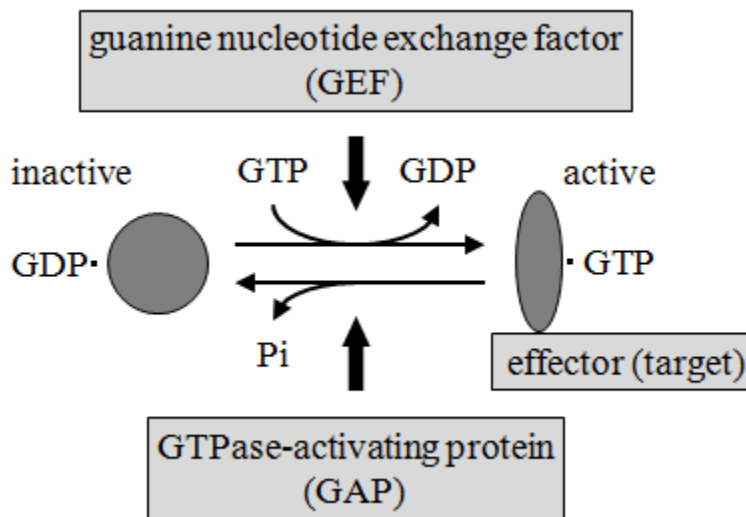 guanine nucleotide exchange factor
(GEF)
inactive
GTP
GDP
active
GDP·
· GTP
Pi
effector (target)
GTPase-activating protein
(GAP)